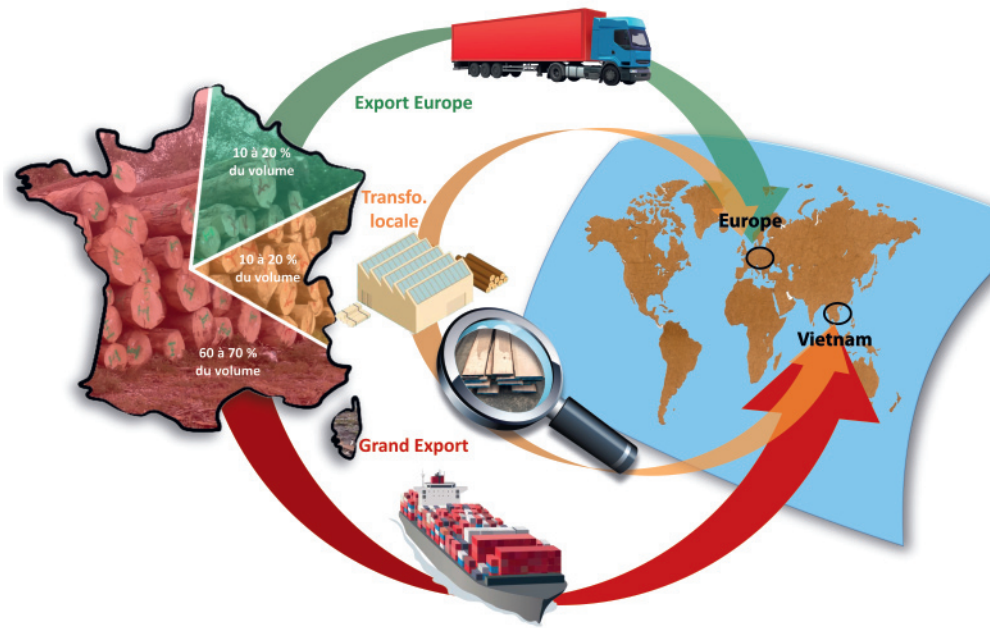 Export Europe
10 à 20 %
du volume
Transfo.
locale
Europe
10 à 20 %
du volume
Vietnam
60 à 70 %
du volume
Grand Export